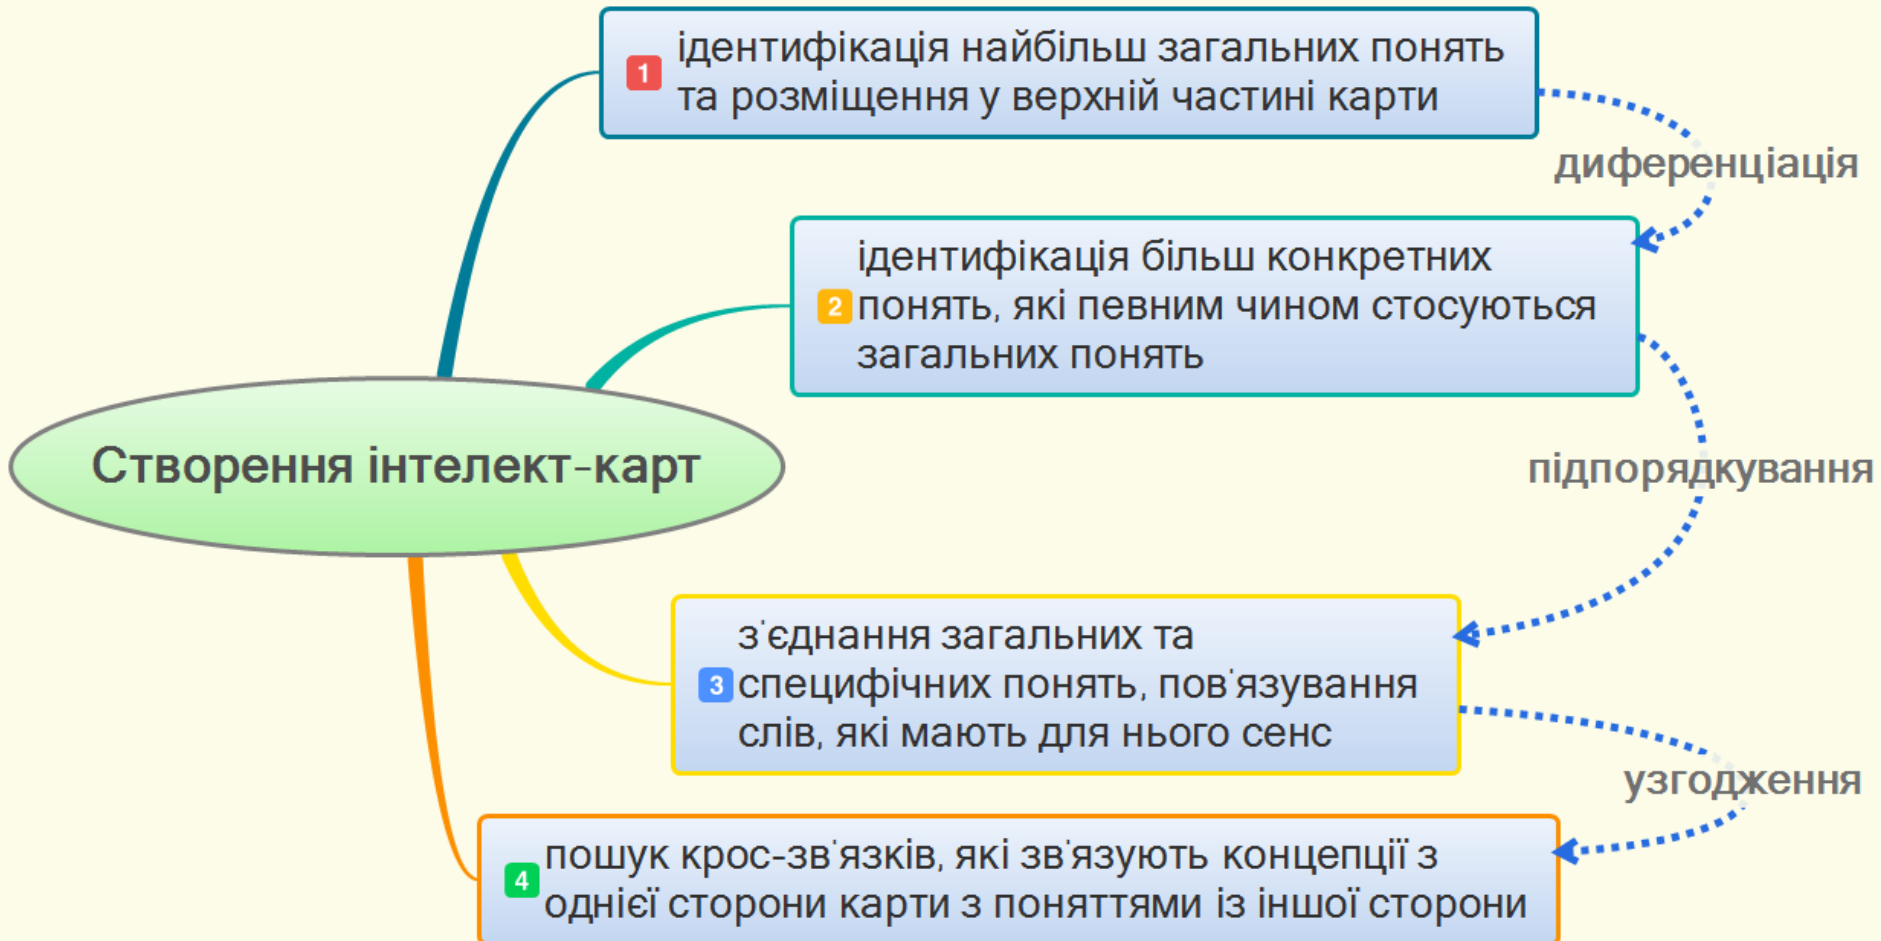 1
ідентифікація найбільш загальних понять
та розміщення у верхній частині карти
диференціація
ідентифікація більш конкретних
2 понять, які певним чином стосуються
загальних понять
Створення інтелект-карт
підпорядкування
з'єднання загальних та
3 специфічних понять, пов'язування
слів, які мають для нього сенс
узгодження
4
пошук крос-зв'язків, які зв'язують концепції з
однієї сторони карти з поняттями із іншої сторони